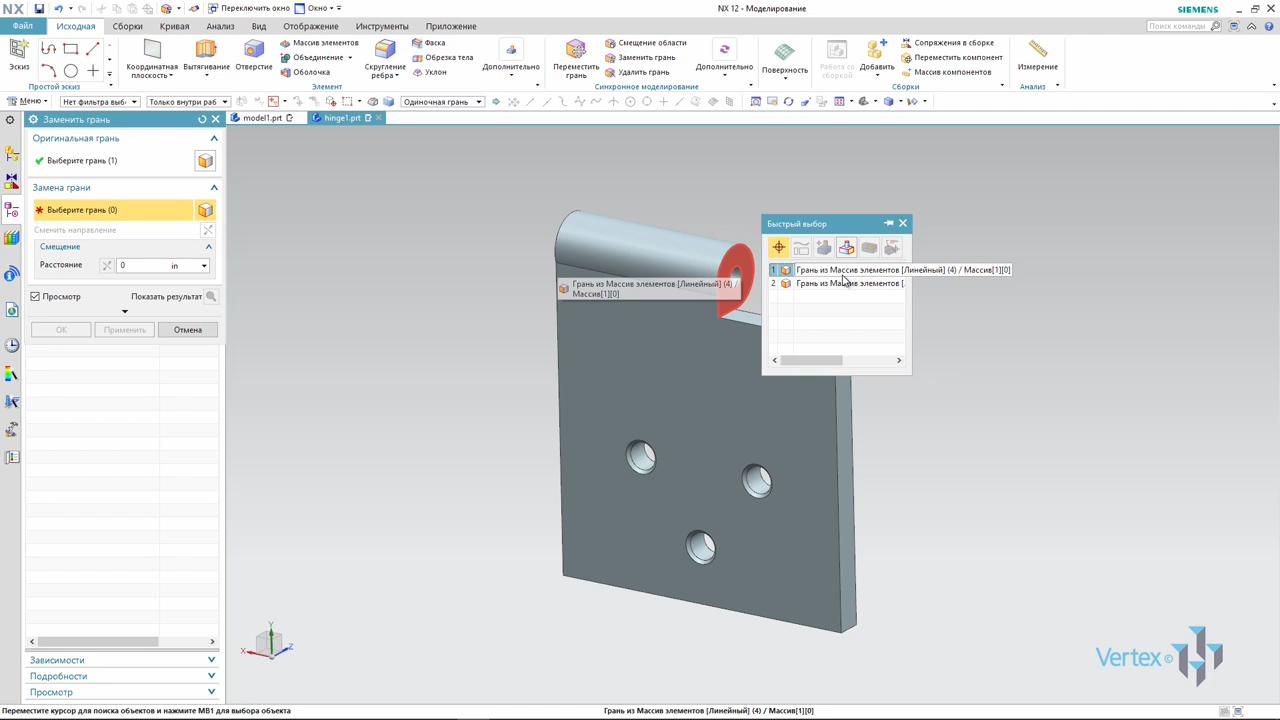 NX
Переключить окно
Окно
NX 12 - Моделирование
SIEMENS
Файл
Исходная
Сборки
Кривая
Анализ
Вид
Отображение
Инструменты
Приложение
Поиск команды
Эскиз
Координатная плоскость
Вытягивание
Отверстие
Массив элементов
Объединение
Оболочка
Скругление ребра
Фаска
Обрезка тела
Уклон
Дополнительно
Переместить грань
Смещение области
Заменить грань
Удалить грань
Дополнительно
Поверхность
Работа со сборкой
Добавить
Сопряжения в сборке
Переместить компонент
Массив компонентов
Измерение
Простой эскиз
Элемент
Синхронное моделирование
Сборки
Анализ
Меню
Нет фильтра выб
Только внутри раб
Одиночная грань
Заменить грань
model1.prt
hinge1.prt
Оригинальная грань
Выберите грань (1)
Замена грани
Выберите грань (0)
Сменить направление
Смещение
Расстояние
0
in
Просмотр
Показать результат
ОК
Применить
Отмена
Быстрый выбор
1 Грань из Массив элементов [Линейный] (4) / Массив[1][0]
2 Грань из Массив элементов [.
Грань из Массив элементов [Линейный] (4) /
Массив[1][0]
Y
X
Z
Зависимости
Подробности
Просмотр
Vertex ©
Переместите курсор для поиска объектов и нажмите MB1 для выбора объекта
Грань из Массив элементов [Линейный] (4) / Массив[1][0]